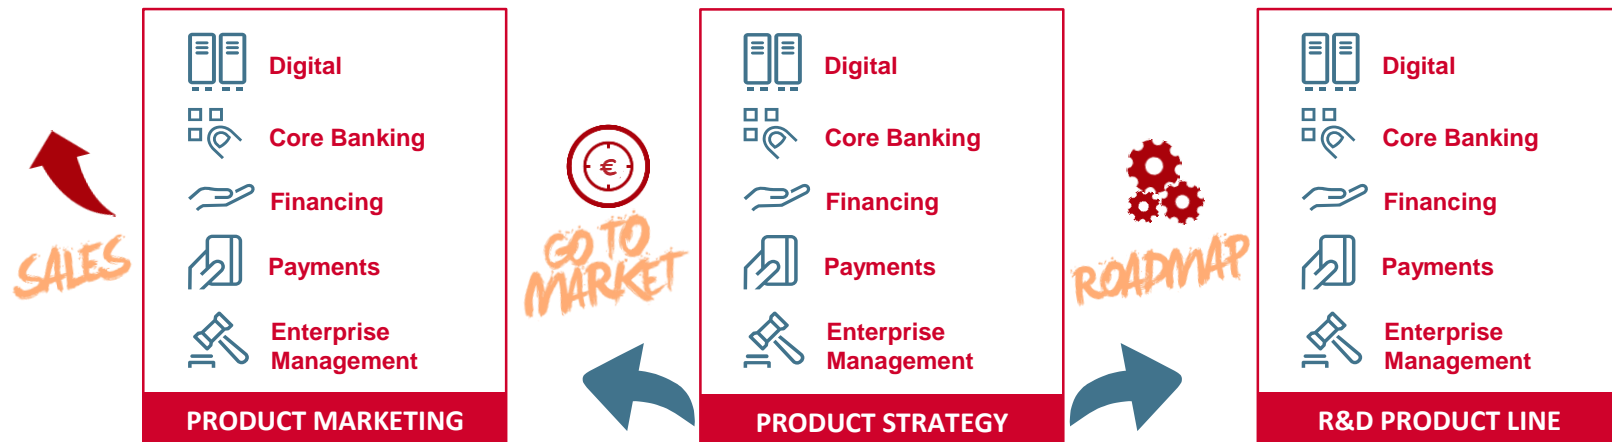 SALES
Digital
Core Banking
Financing
Payments
Enterprise
Management
PRODUCT MARKETING
€
GO TO
MARKET
Digital
Core Banking
Financing
Payments
Enterprise
Management
PRODUCT STRATEGY
ROADMAP
Digital
Core Banking
Financing
Payments
Enterprise
Management
R&D PRODUCT LINE